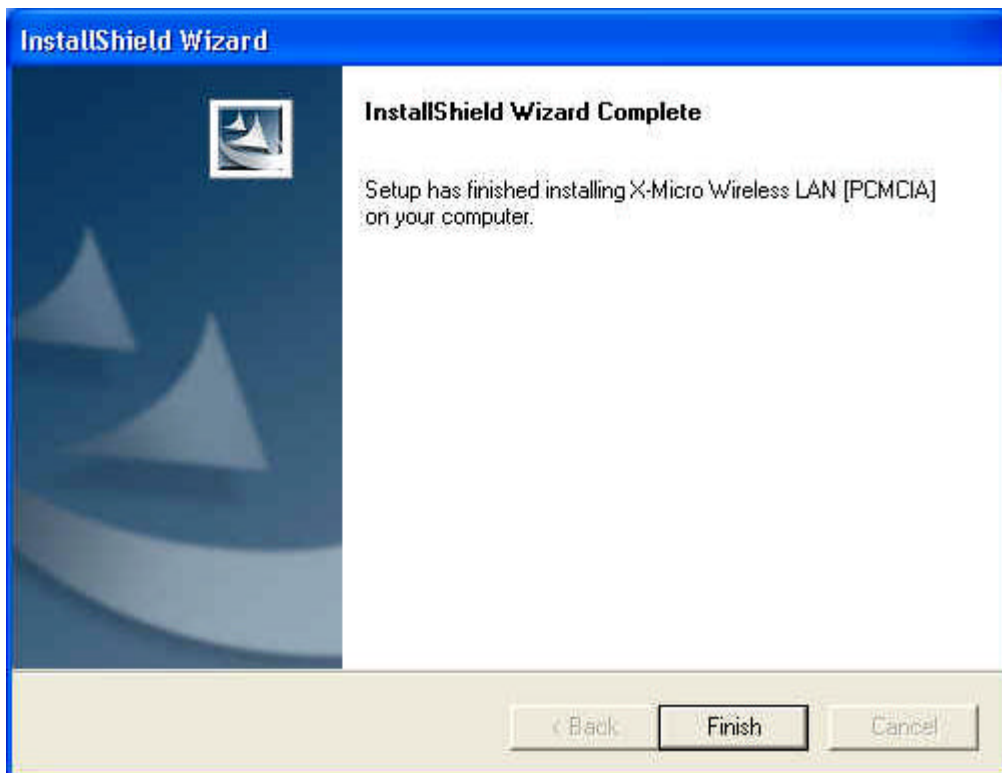 InstallShield Wizard
InstallShield Wizard Complete
Setup has finished installing X-Micro Wireless LAN [PCMCIA]
on your computer.
< Back
Finish
Cancel